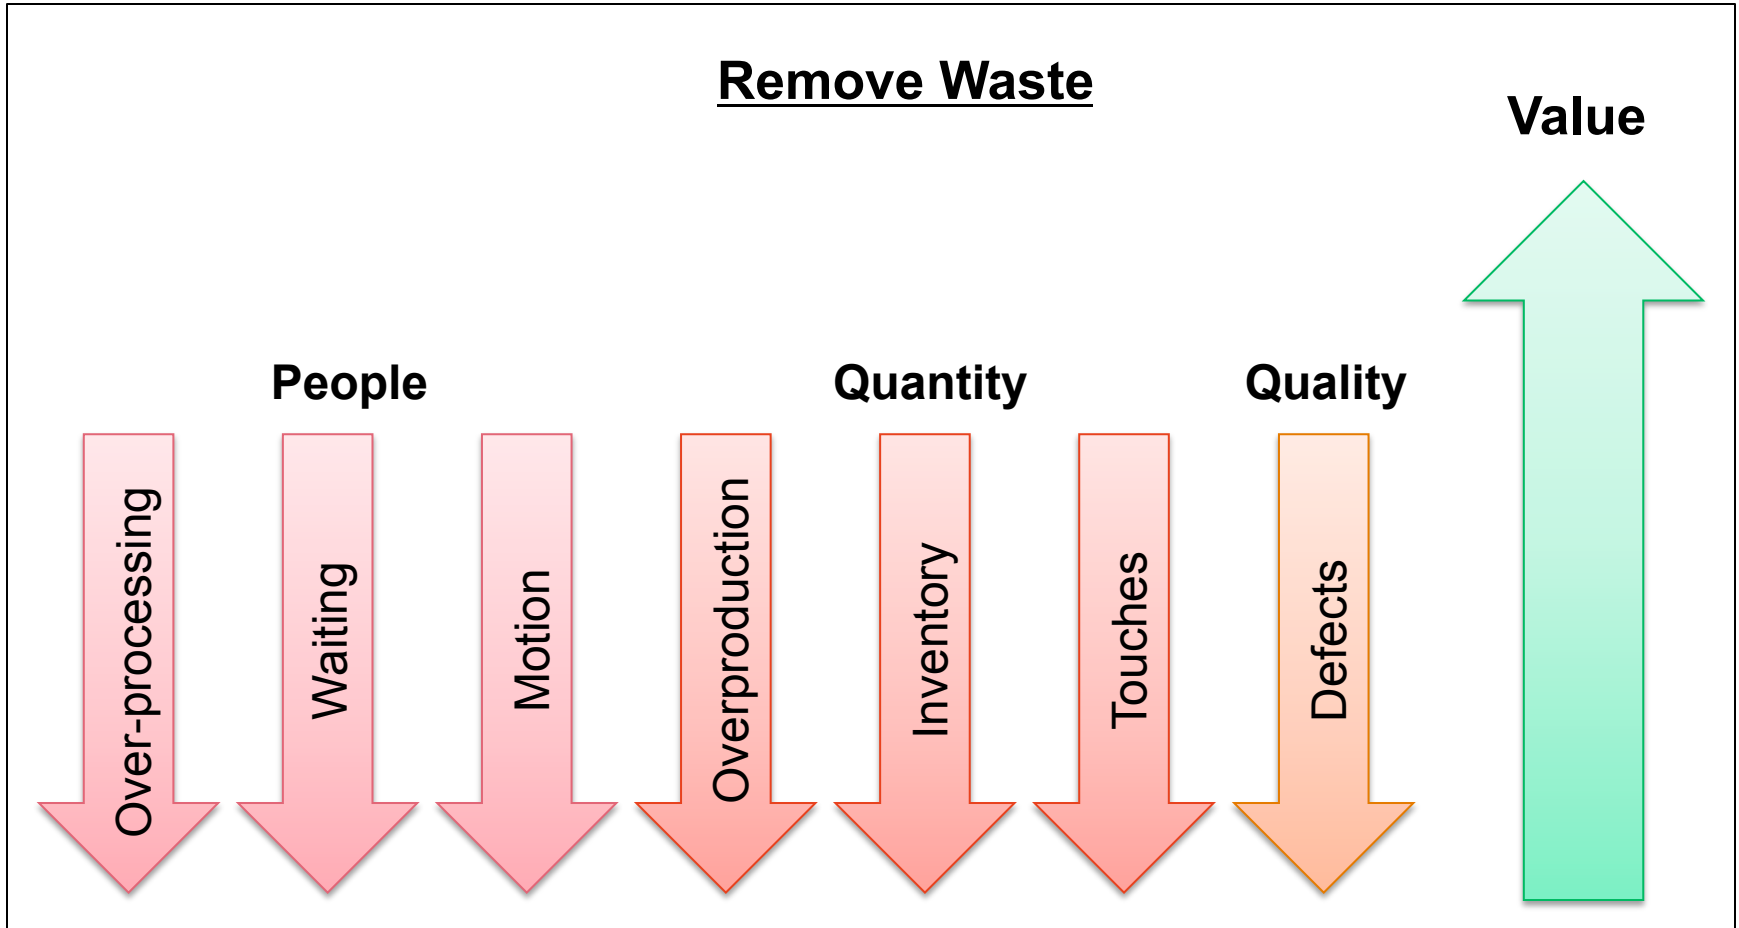 Remove Waste
Value
People
Quantity
Quality
Over-processing
Waiting
Motion
Overproduction
Inventory
Touches
Defects